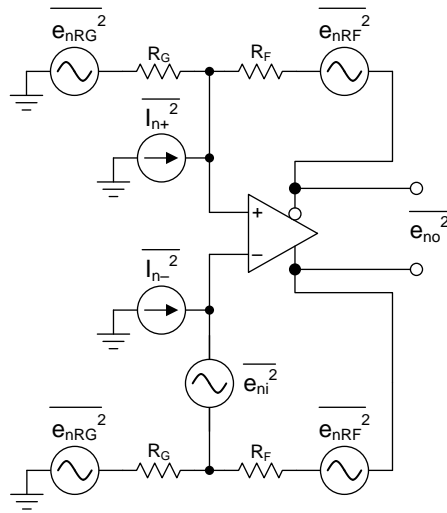 e_nRG^2 R_G R_F e_nRF^2
I_n+^2
+
–
e_no^2
I_n–^2
e_ni^2
e_nRG^2 R_G R_F e_nRF^2